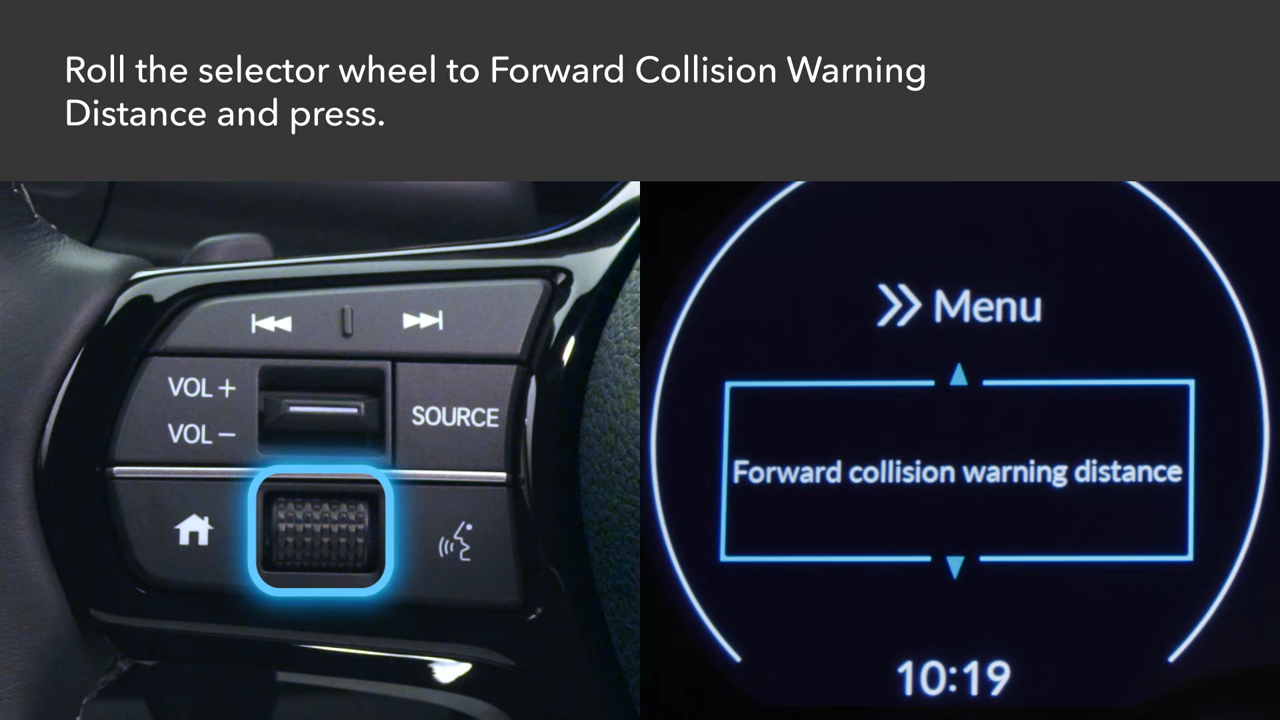 Roll the selector wheel to Forward Collision Warning
Distance and press.
VOL +
VOL −
SOURCE
Menu
Forward collision warning distance
10:19